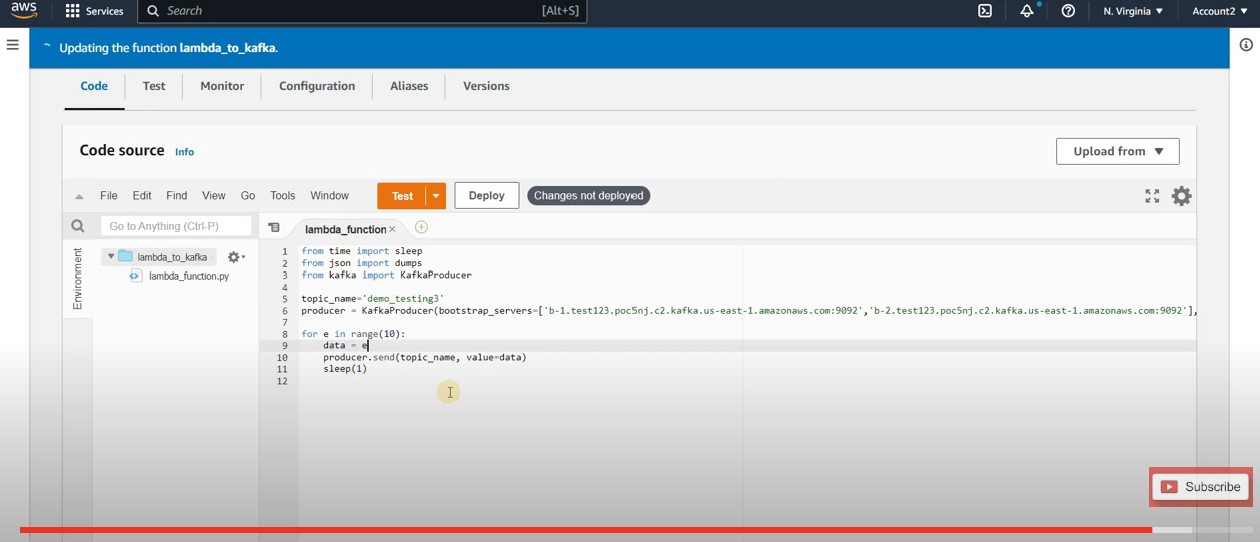 aws Services Search [Alt+S] N. Virginia Account2
Updating the function lambda_to_kafka.
Code Test Monitor Configuration Aliases Versions
Code source Info Upload from
File Edit Find View Go Tools Window Test Deploy Changes not deployed
Go to Anything (Ctrl-P) lambda_function
Environment
lambda_to_kafka
lambda_function.py
1 from time import sleep
2 from json import dumps
3 from kafka import KafkaProducer
4
5 topic_name='demo_testing3'
6 producer = KafkaProducer(bootstrap_servers=['b-1.test123.poc5nj.c2.kafka.us-east-1.amazonaws.com:9092','b-2.test123.poc5nj.c2.kafka.us-east-1.amazonaws.com:9092'],
7
8 for e in range(10):
9 data = e
10 producer.send(topic_name, value=data)
11 sleep(1)
12
Subscribe